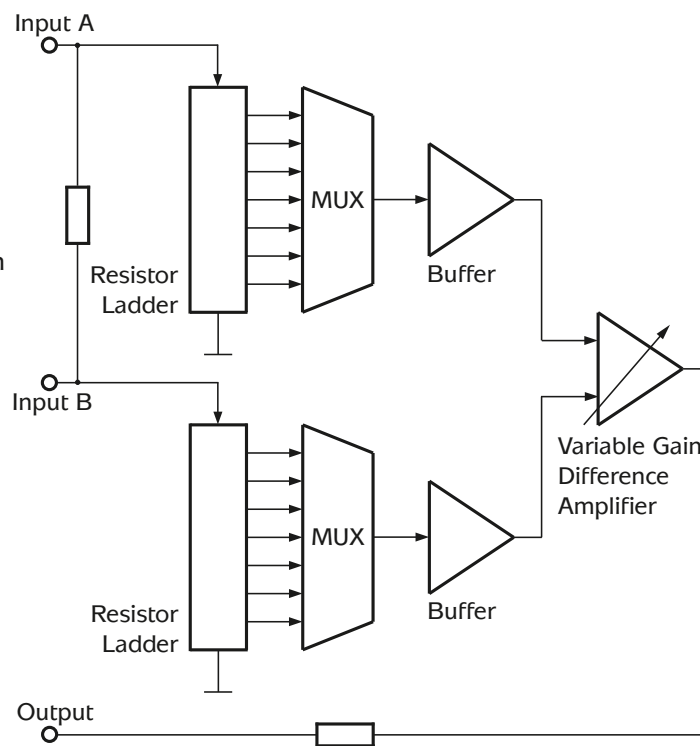 Input A
MUX
Resistor
Ladder
Buffer
n
Input B
Variable Gain
Difference
Amplifier
MUX
Resistor
Ladder
Buffer
Output